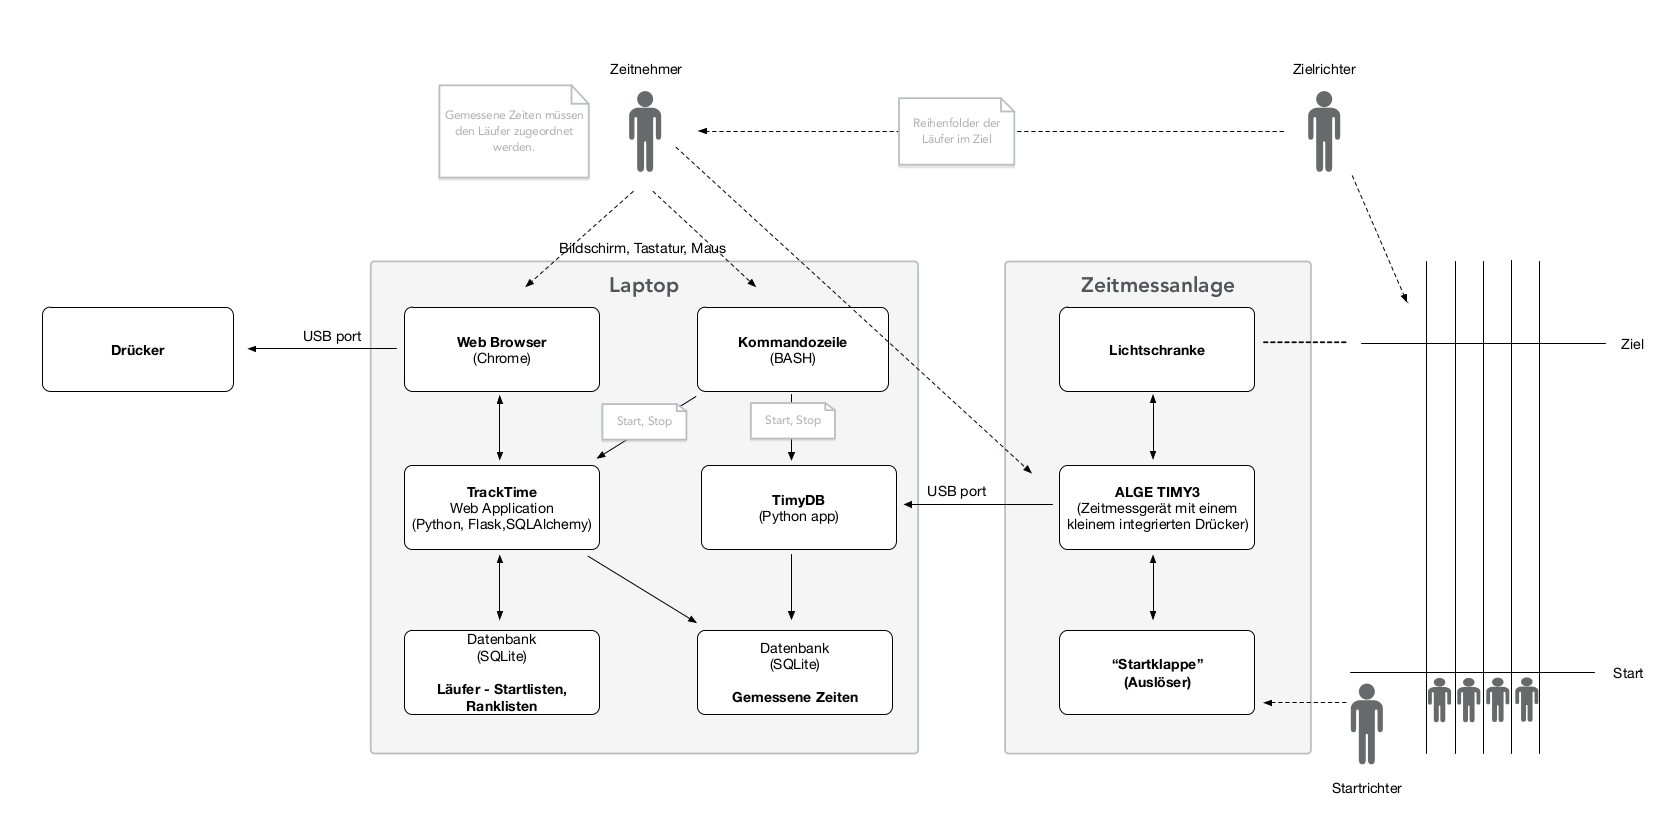 Zeitnehmer
Zielrichter
Gemessene Zeiten müssen
den Läufer zugeordnet
werden.
Reihenfolder der
Läufer im Ziel
Bildschirm, Tastatur, Maus
Laptop
Zeitmessanlage
Drücker
USB port
Web Browser
(Chrome)
Kommandozeile
(BASH)
Lichtschranke
Ziel
Start, Stop
Start, Stop
TrackTime
Web Application
(Python, Flask,SQLAlchemy)
TimyDB
(Python app)
USB port
ALGE TIMY3
(Zeitmessgerät mit einem
kleinem integrierten Drücker)
Datenbank
(SQLite)
Läufer - Startlisten,
Ranklisten
Datenbank
(SQLite)
Gemessene Zeiten
“Startklappe”
(Auslöser)
Start
Startrichter